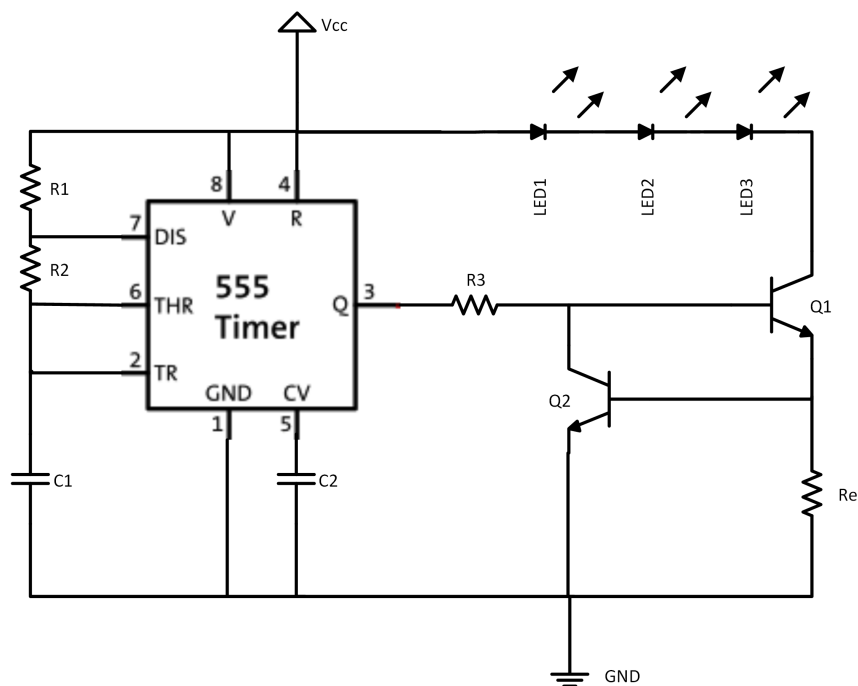 Vcc
R1
R2
8
4
V
R
7
DIS
6
THR
2
TR
555
Timer
Q
3
GND
CV
1
5
C1
C2
R3
LED1
LED2
LED3
Q1
Q2
Re
GND